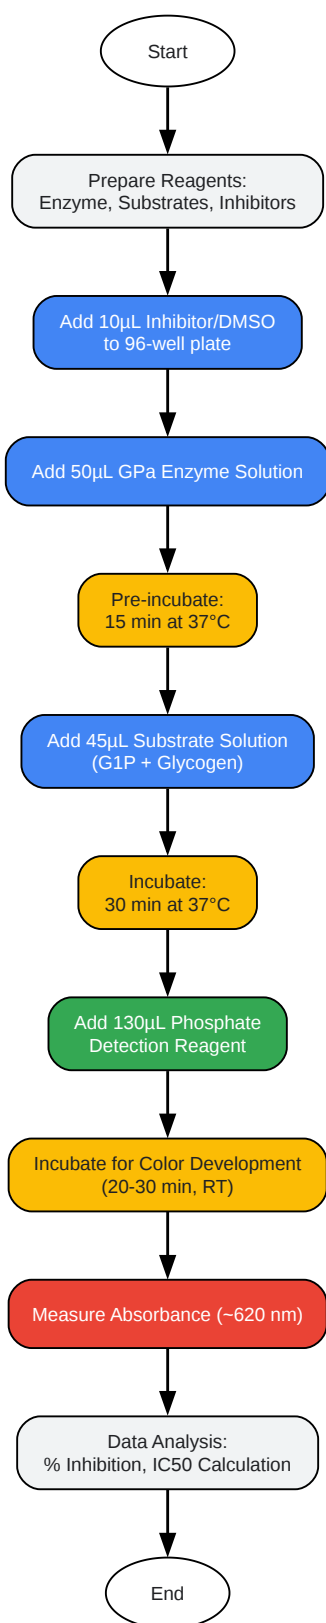 Start
Prepare Reagents:
Enzyme, Substrates, Inhibitors
Add 10µL Inhibitor/DMSO
to 96-well plate
Add 50µL GPa Enzyme Solution
Pre-incubate:
15 min at 37°C
Add 45µL Substrate Solution
(G1P + Glycogen)
Incubate:
30 min at 37°C
Add 130µL Phosphate
Detection Reagent
Incubate for Color Development
(20-30 min, RT)
Measure Absorbance (~620 nm)
Data Analysis:
% Inhibition, IC50 Calculation
End